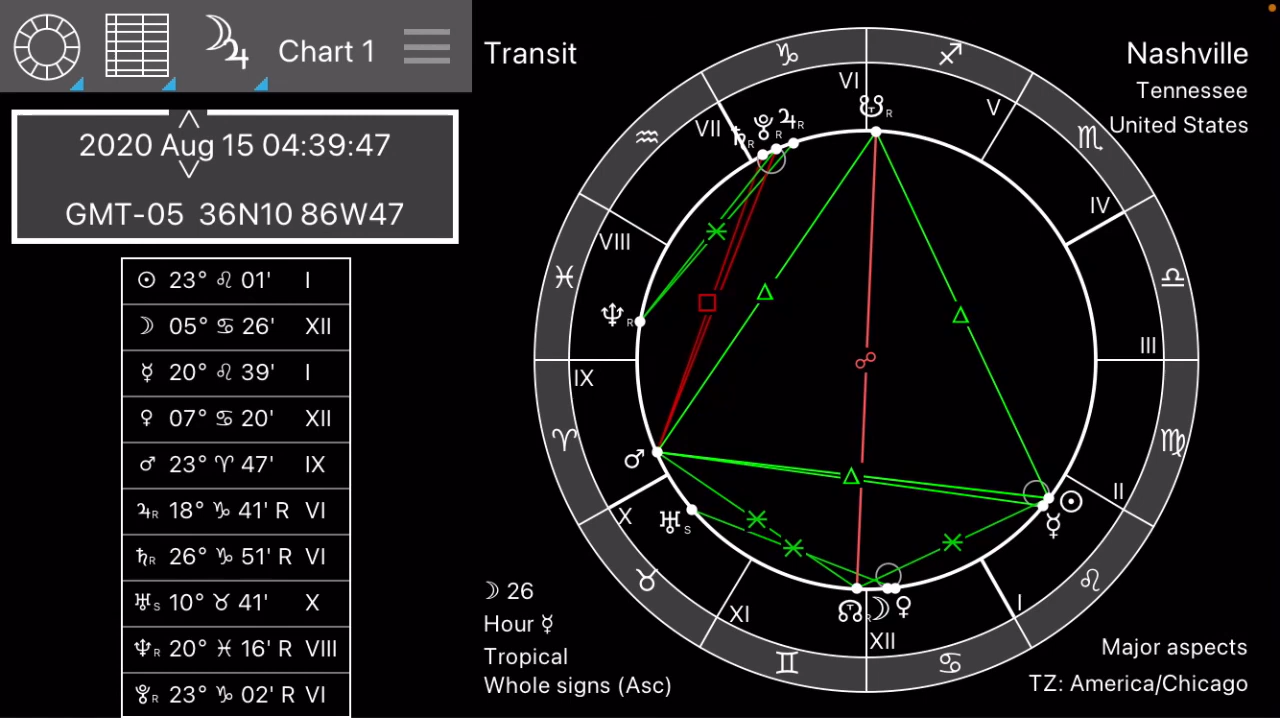 Chart 1
2020 Aug 15 04:39:47
GMT-05 36N10 86W47
☉ 23° ♌ 01' I
☽ 05° ♋ 26' XII
☿ 20° ♌ 39' I
♀ 07° ♋ 20' XII
♂ 23° ♈ 47' IX
♃R 18° ♑ 41' R VI
♄R 26° ♑ 51' R VI
♅S 10° ♉ 41' X
♆R 20° ♓ 16' R VIII
♇R 23° ♑ 02' R VI
Transit
Nashville
Tennessee
United States
VI
V
VII
R
R
R
R
IV
VIII
R
III
IX
II
X
S
R
I
XI
XII
☽ 26
Hour ☿
Tropical
Whole signs (Asc)
Major aspects
TZ: America/Chicago